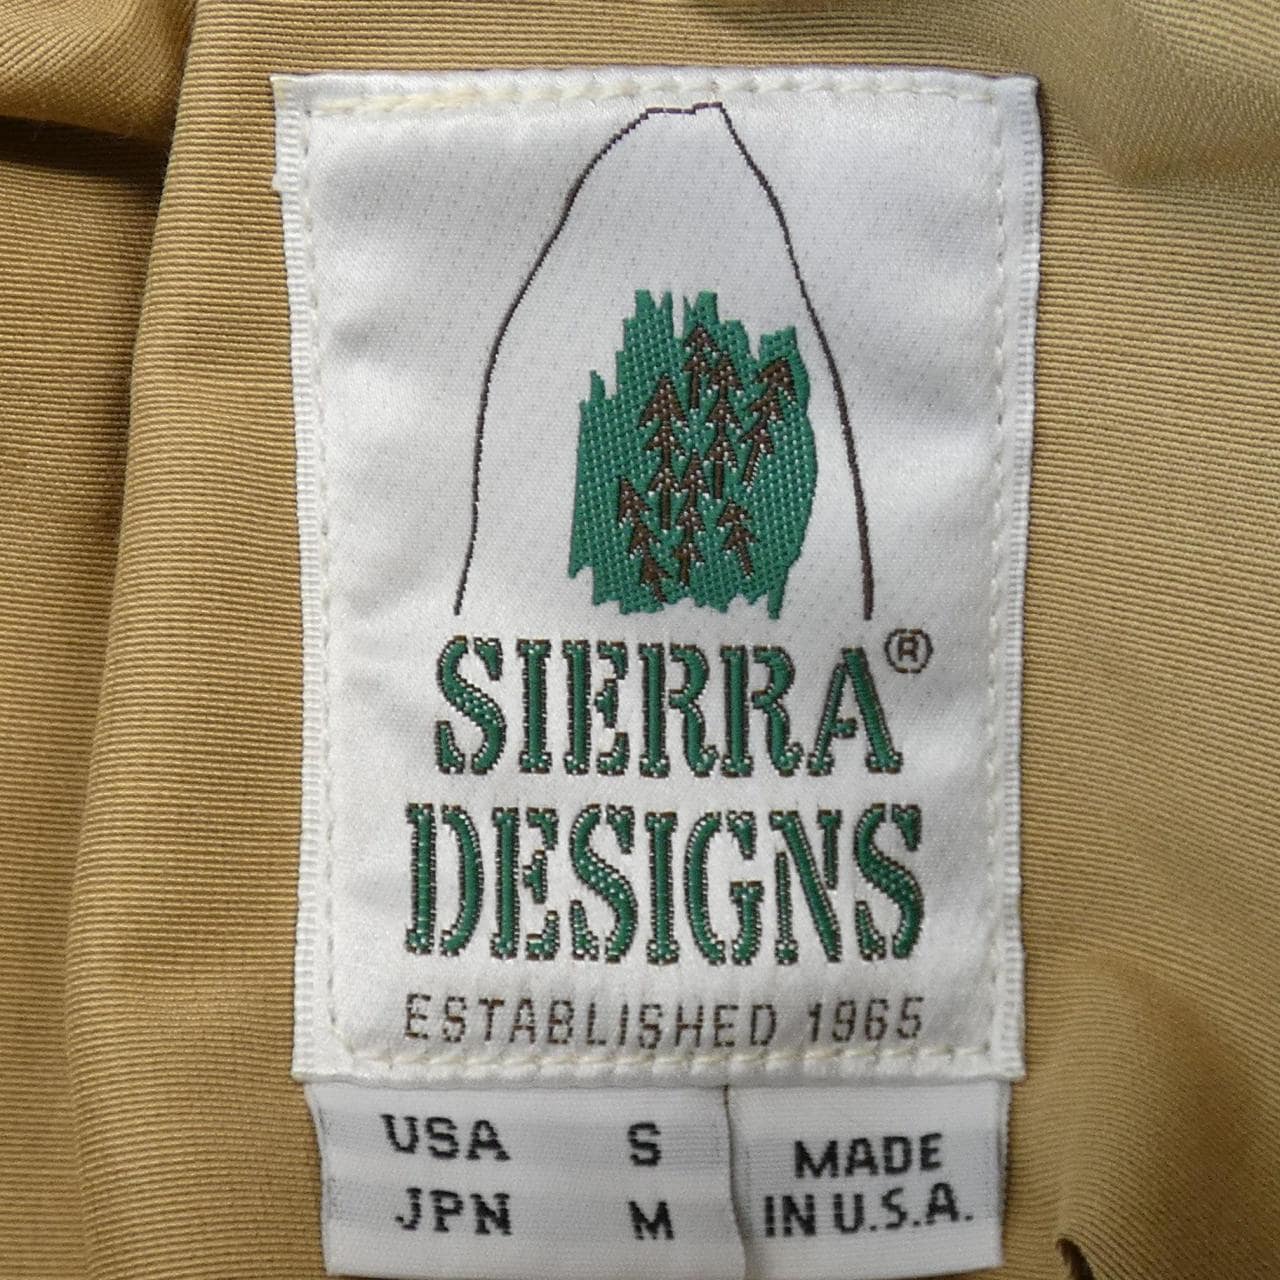 SIERRA®
DESIGNS
ESTABLISHED 1965
USA S
JPN M
MADE
IN U.S.A.